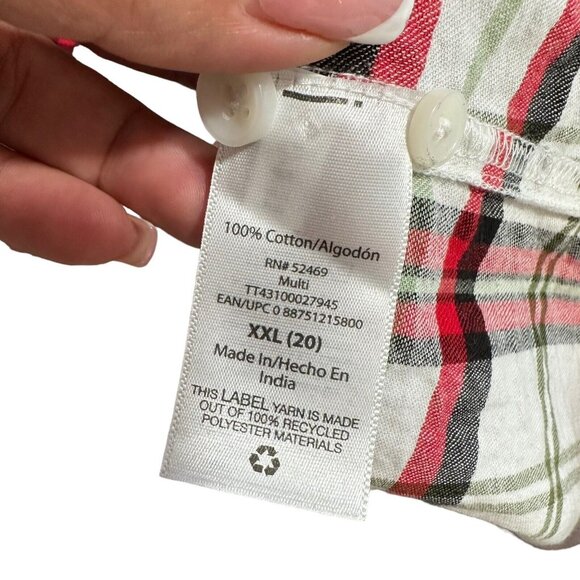 100% Cotton/Algodón
RN# 52469
Multi
TT43100027945
EAN/UPC 0 88751215800
XXL (20)
Made In/Hecho En
India
THIS LABEL YARN IS MADE
OUT OF 100% RECYCLED
POLYESTER MATERIALS